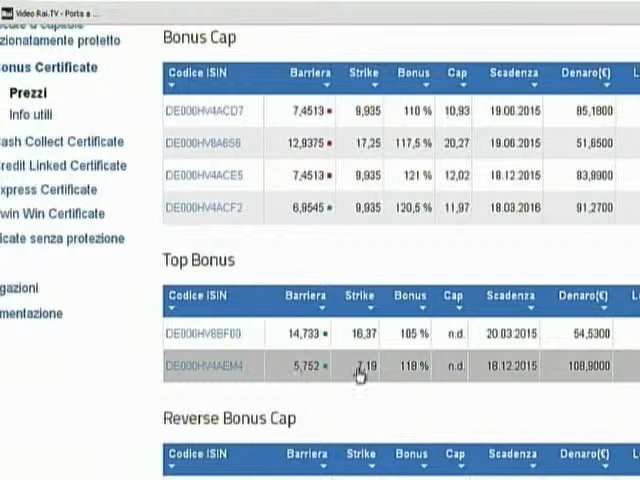 Video Rai.TV - Porta a ...
zionatamente protetto
onus Certificate
Prezzi
Info utili
ash Collect Certificate
redit Linked Certificate
xpress Certificate
win Win Certificate
icate senza protezione
gazioni
mentazione
Bonus Cap
Codice ISIN Barriera Strike Bonus Cap Scadenza Denaro(€)
DE000HV4ACD7 7,4513 9,935 110 % 10,93 19.06.2015 85,1800
DE000HV8A6S6 12,9375 17,25 117,5 % 20,27 19.06.2015 51,6500
DE000HV4ACE5 7,4513 9,935 121 % 12,02 18.12.2015 83,9900
DE000HV4ACF2 6,9545 9,935 120,5 % 11,97 18.03.2016 91,2700
Top Bonus
Codice ISIN Barriera Strike Bonus Cap Scadenza Denaro(€)
DE000HV8BF00 14,733 16,37 105 % n.d. 20.03.2015 54,5300
DE000HV4AEM4 5,752 7,19 118 % n.d. 18.12.2015 108,9000
Reverse Bonus Cap
Codice ISIN Barriera Strike Bonus Cap Scadenza Denaro(€)